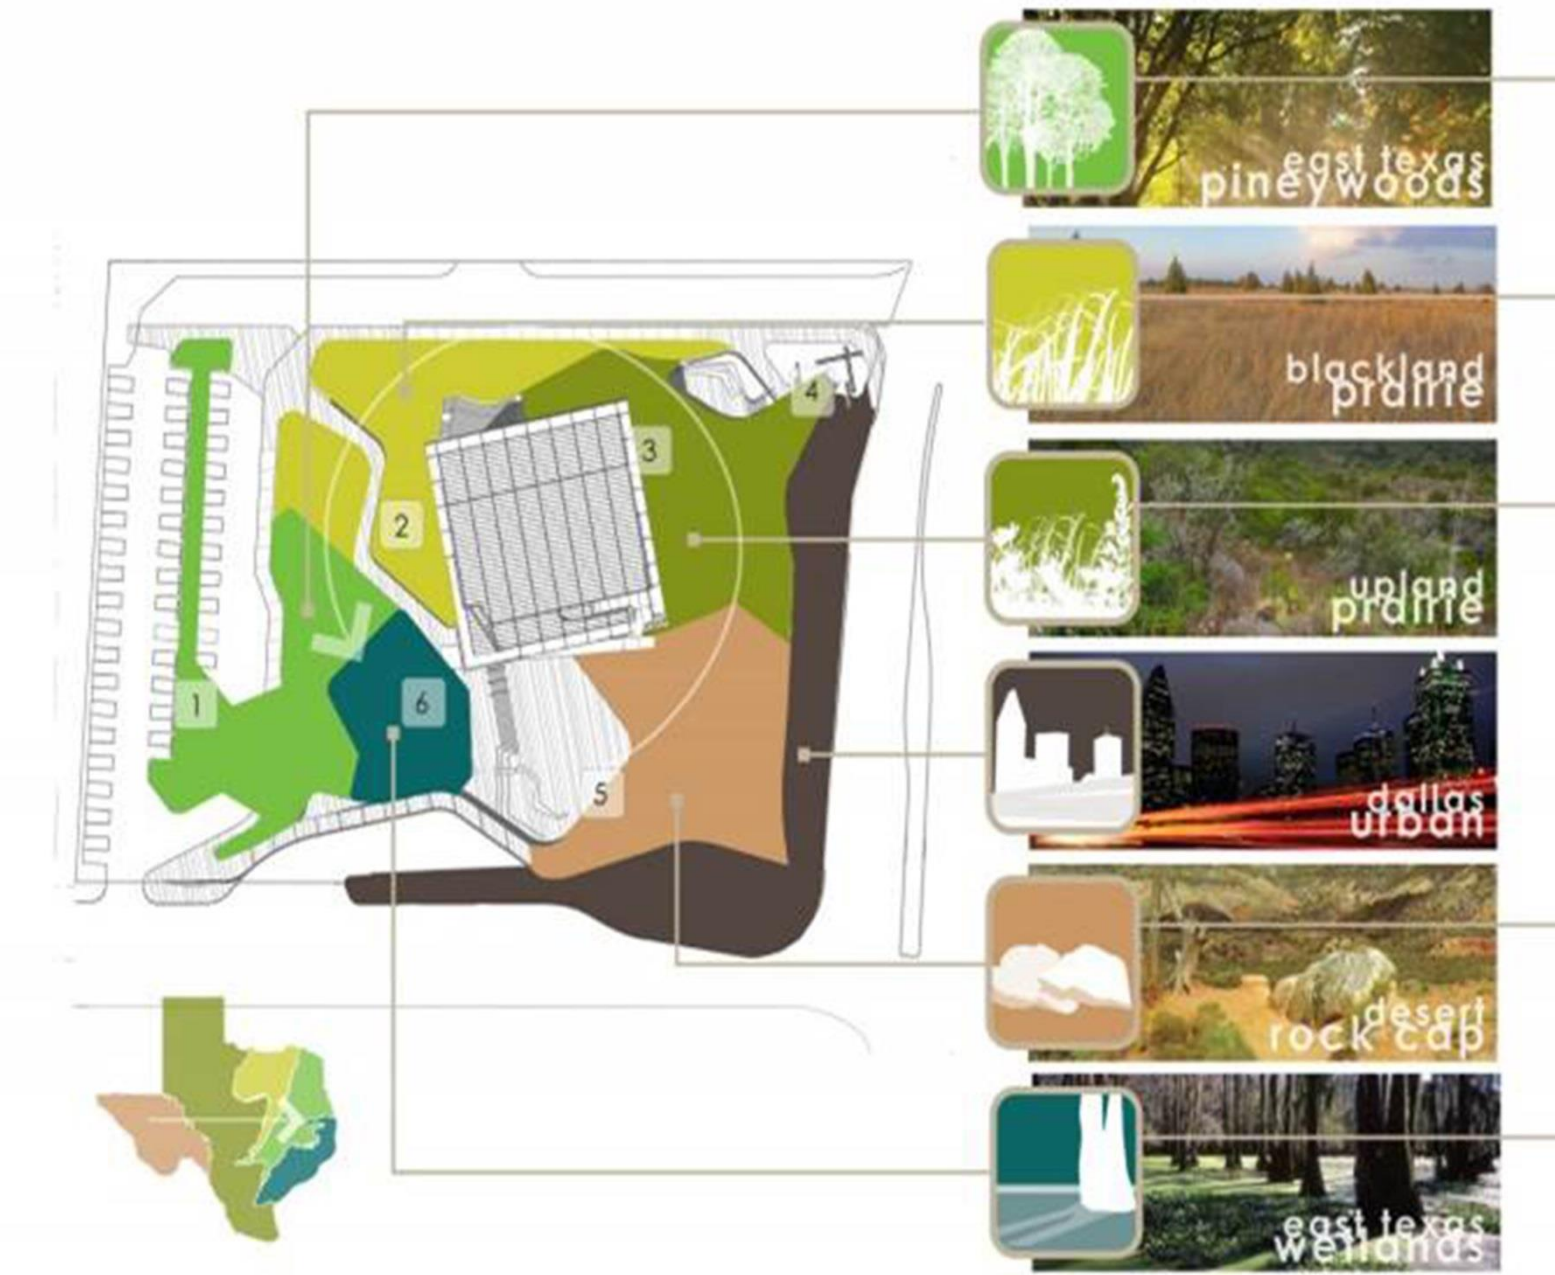 east texas
pineywoods
blackland
prairie
upland
prairie
dallas
urban
desert
rock cap
east texas
wetlands
4
3
2
1
6
5